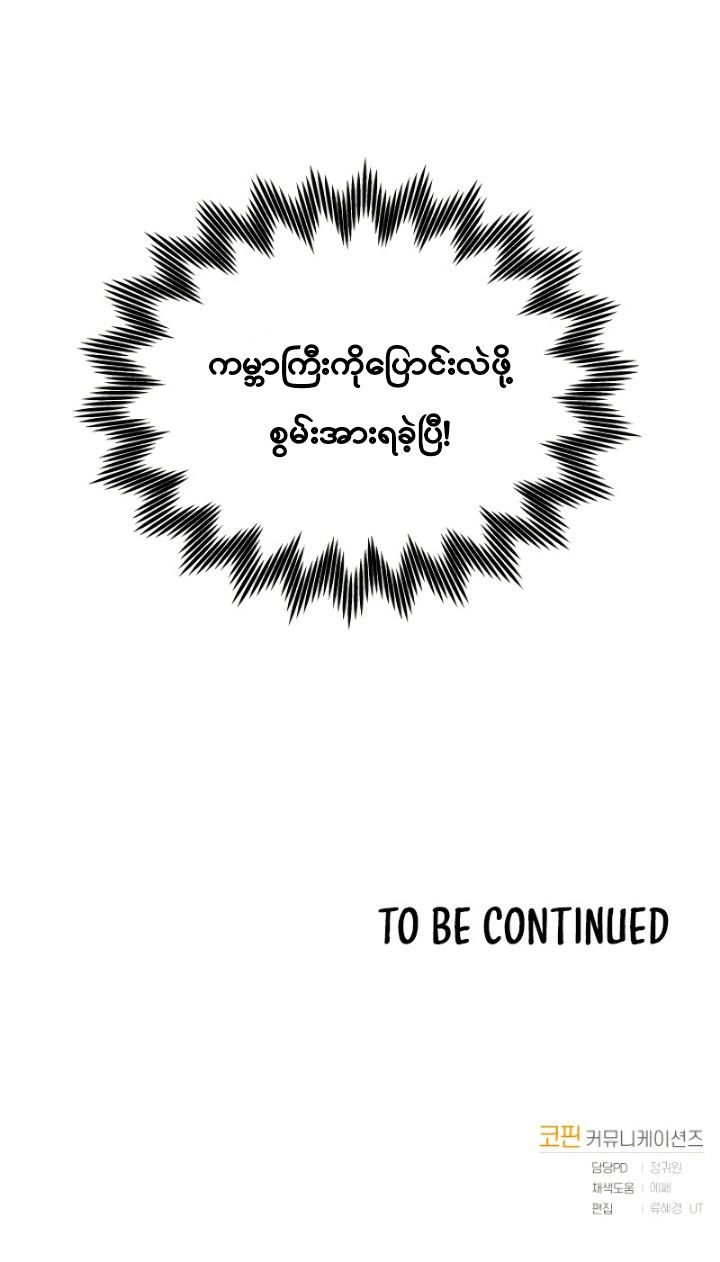 ကမ္ဘာကြီးကိုပြောင်းလဲဖို့
စွမ်းအားရခဲ့ပြီ!
TO BE CONTINUED
코핀 커뮤니케이션즈
담당PD | 정귀원
채색도움 | 에쎄
편집 | 류혜경 UT